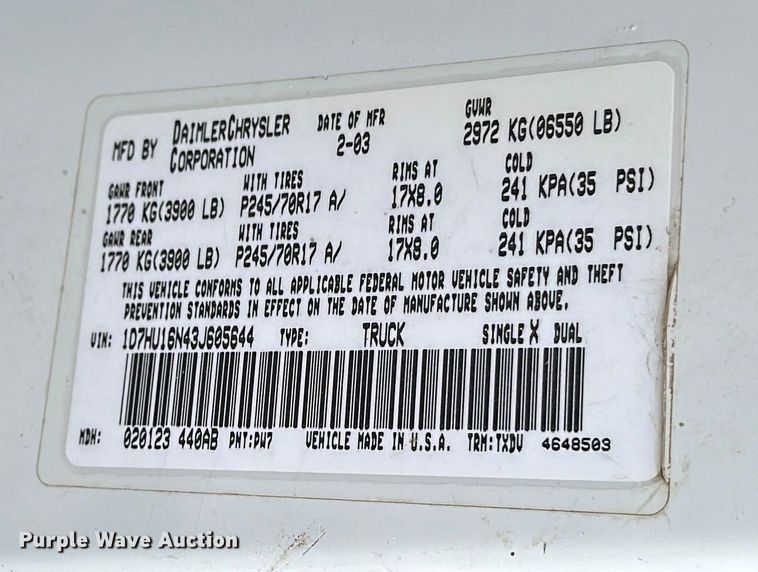 MFD BY DAIMLERCHRYSLER CORPORATION DATE OF MFR 2-03 GVWR 2972 KG(06550 LB)
GAWR FRONT WITH TIRES RIMS AT COLD
1770 KG(3900 LB) P245/70R17 A/ 17X8.0 241 KPA(35 PSI)
GAWR REAR WITH TIRES RIMS AT COLD
1770 KG(3900 LB) P245/70R17 A/ 17X8.0 241 KPA(35 PSI)
THIS VEHICLE CONFORMS TO ALL APPLICABLE FEDERAL MOTOR VEHICLE SAFETY AND THEFT
PREVENTION STANDARDS IN EFFECT ON THE DATE OF MANUFACTURE SHOWN ABOVE.
VIN: 1D7HU16N43J605644 TYPE: TRUCK SINGLE X DUAL
MDH: 020123 440AB PNT:PW7 VEHICLE MADE IN U.S.A. TRM:TXDV 4648503
Purple Wave Auction